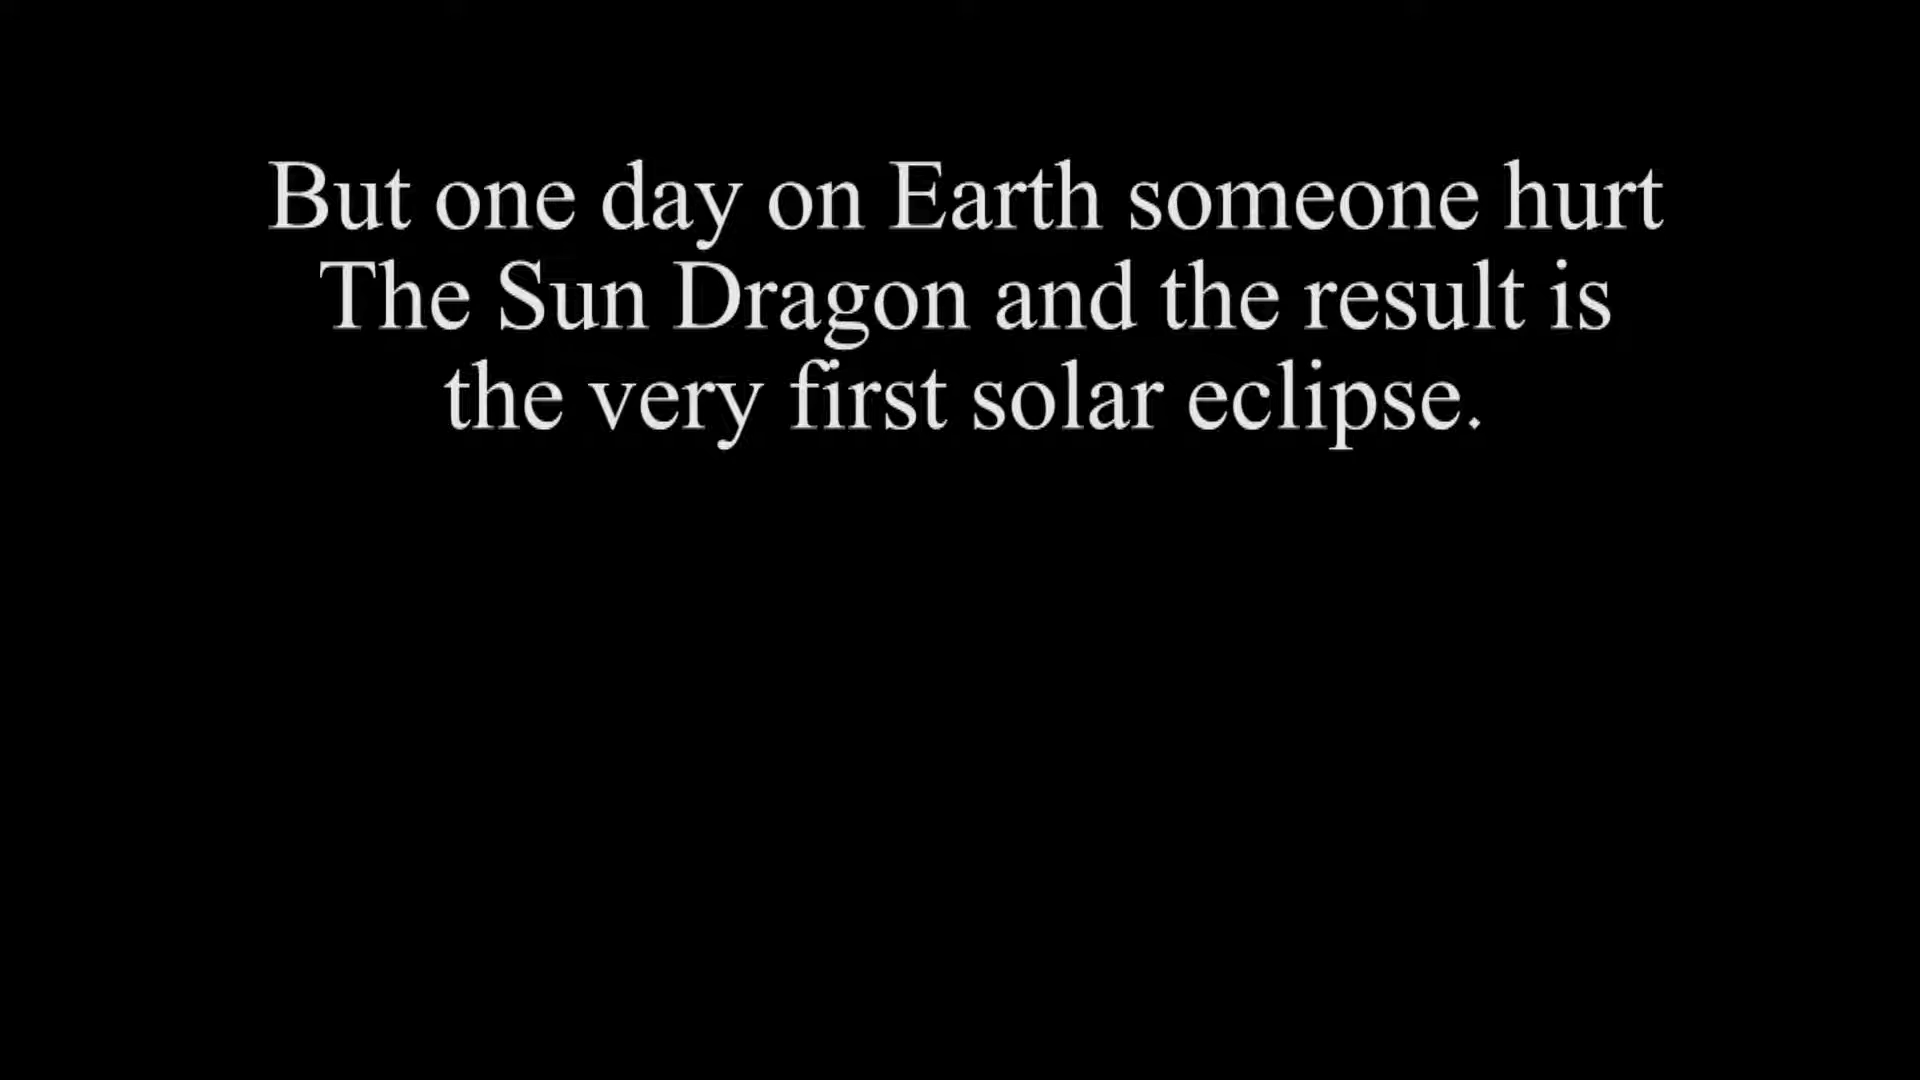 But one day on Earth someone hurt
The Sun Dragon and the result is
the very first solar eclipse.